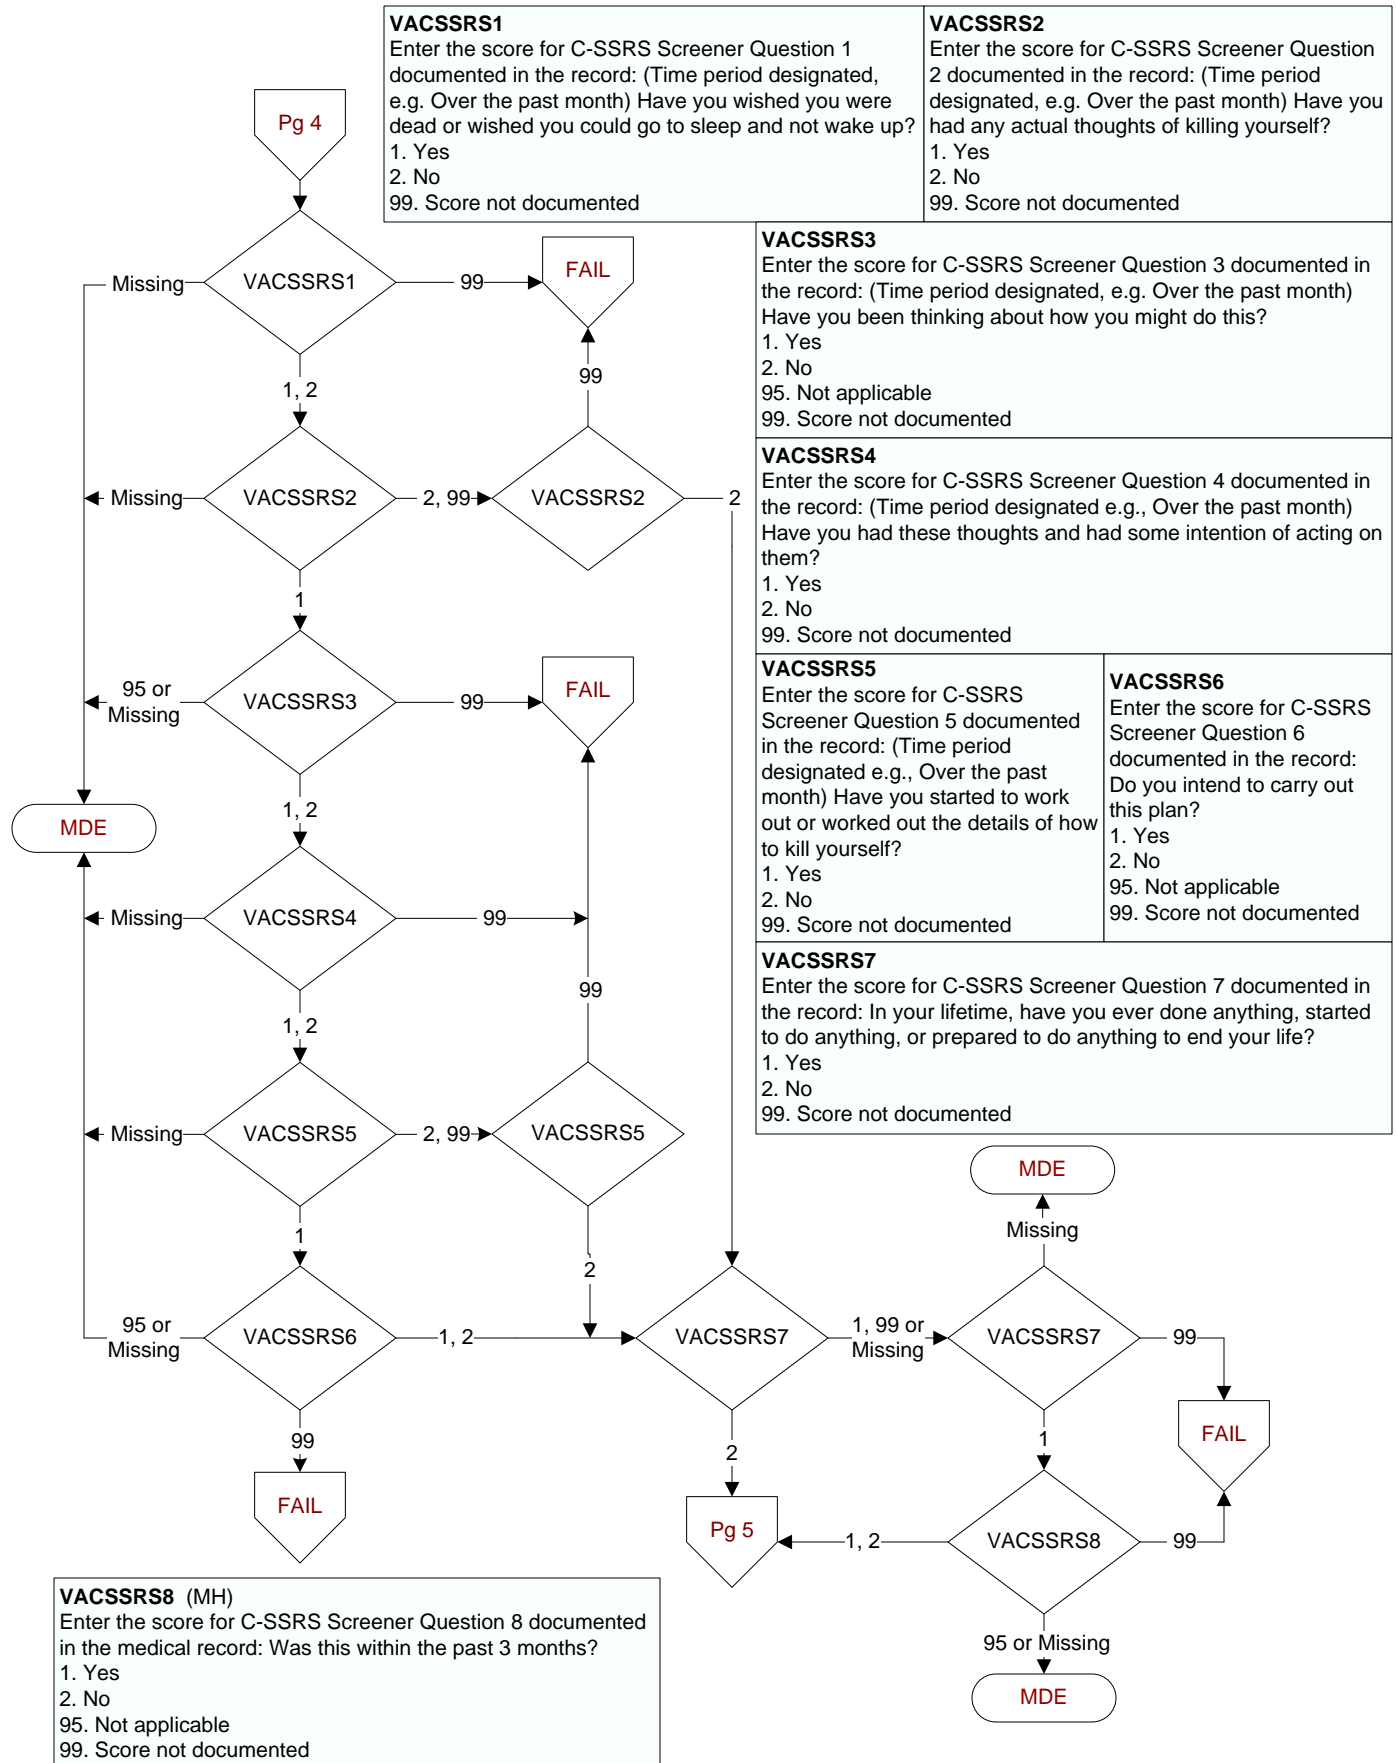 VACSSRS1
Enter the score for C-SSRS Screener Question 1
documented in the record: (Time period designated,
e.g. Over the past month) Have you wished you were
dead or wished you could go to sleep and not wake up?
1. Yes
2. No
99. Score not documented
VACSSRS2
Enter the score for C-SSRS Screener Question
2 documented in the record: (Time period
designated, e.g. Over the past month) Have you
had any actual thoughts of killing yourself?
1. Yes
2. No
99. Score not documented
Pg 4
VACSSRS3
Enter the score for C-SSRS Screener Question 3 documented in
the record: (Time period designated, e.g. Over the past month)
Have you been thinking about how you might do this?
1. Yes
2. No
95. Not applicable
99. Score not documented
Missing
VACSSRS1
99
FAIL
1, 2
99
Missing
VACSSRS2
2, 99
VACSSRS2
2
VACSSRS4
Enter the score for C-SSRS Screener Question 4 documented in
the record: (Time period designated e.g., Over the past month)
Have you had these thoughts and had some intention of acting on
them?
1. Yes
2. No
99. Score not documented
1
95 or
Missing
VACSSRS3
99
FAIL
VACSSRS5
Enter the score for C-SSRS
Screener Question 5 documented
in the record: (Time period
designated e.g., Over the past
month) Have you started to work
out or worked out the details of how
to kill yourself?
1. Yes
2. No
99. Score not documented
VACSSRS6
Enter the score for C-SSRS
Screener Question 6
documented in the record:
Do you intend to carry out
this plan?
1. Yes
2. No
95. Not applicable
99. Score not documented
1, 2
MDE
Missing
VACSSRS4
99
VACSSRS7
Enter the score for C-SSRS Screener Question 7 documented in
the record: In your lifetime, have you ever done anything, started
to do anything, or prepared to do anything to end your life?
1. Yes
2. No
99. Score not documented
99
1, 2
Missing
VACSSRS5
2, 99
VACSSRS5
MDE
Missing
1
2
95 or
Missing
VACSSRS6
1, 2
VACSSRS7
1, 99 or
Missing
VACSSRS7
99
99
FAIL
2
1
FAIL
Pg 5
1, 2
VACSSRS8
99
95 or Missing
MDE
VACSSRS8 (MH)
Enter the score for C-SSRS Screener Question 8 documented
in the medical record: Was this within the past 3 months?
1. Yes
2. No
95. Not applicable
99. Score not documented